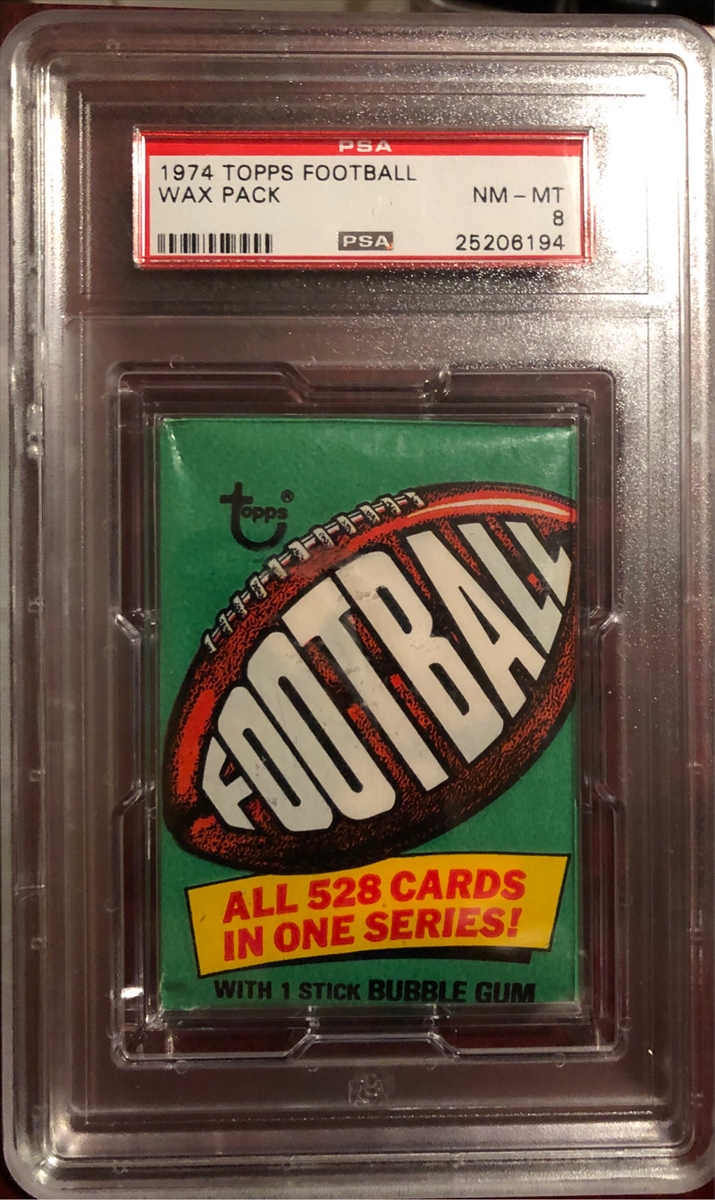 PSA
1974 TOPPS FOOTBALL
WAX PACK NM - MT
8
PSA 25206194
Topps®
FOOTBALL
ALL 528 CARDS
IN ONE SERIES!
WITH 1 STICK BUBBLE GUM
PSA